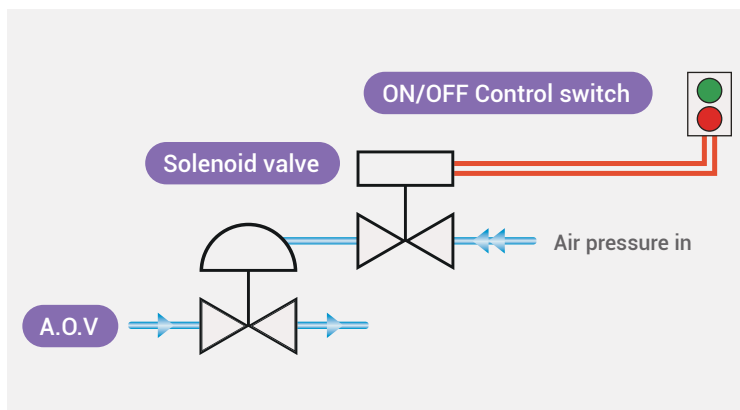 ON/OFF Control switch
Solenoid valve
Air pressure in
A.O.V